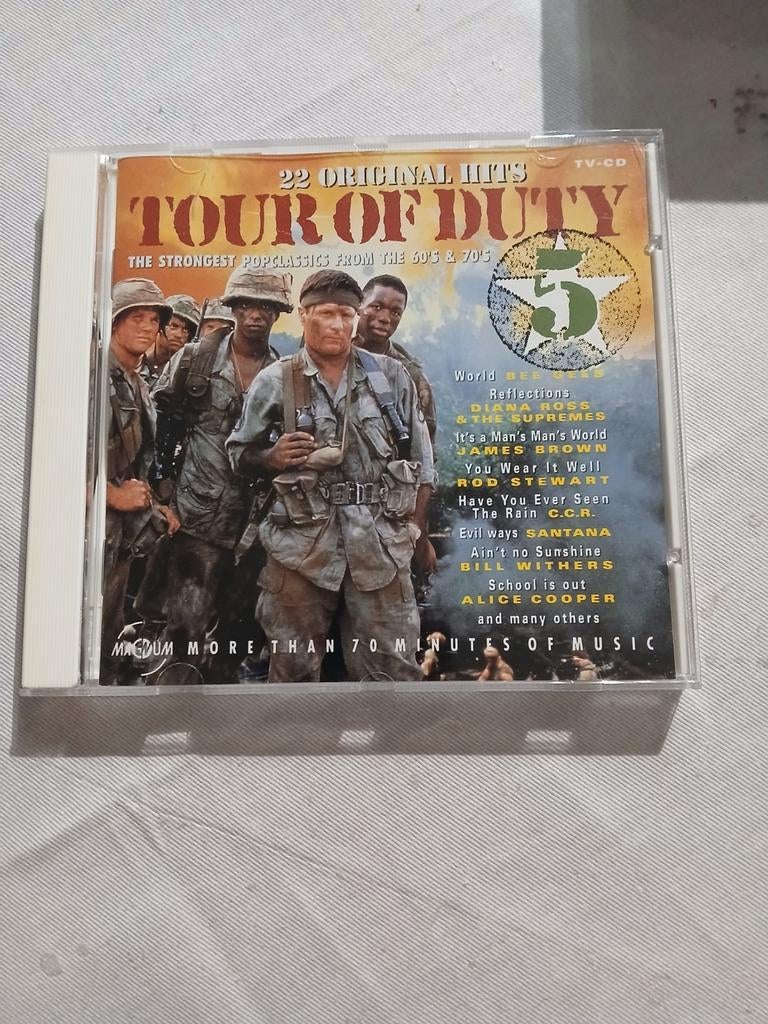 22 ORIGINAL HITS
TV-CD
TOUR OF DUTY
THE STRONGEST POPCLASSICS FROM THE 60'S & 70'S
5
World BEE GEES
Reflections
DIANA ROSS
& THE SUPREMES
It's a Man's Man's World
JAMES BROWN
You Wear It Well
ROD STEWART
Have You Ever Seen
The Rain C.C.R.
Evil ways SANTANA
Ain't no Sunshine
BILL WITHERS
School is out
ALICE COOPER
and many others
MAGNUM MORE THAN 70 MINUTES OF MUSIC